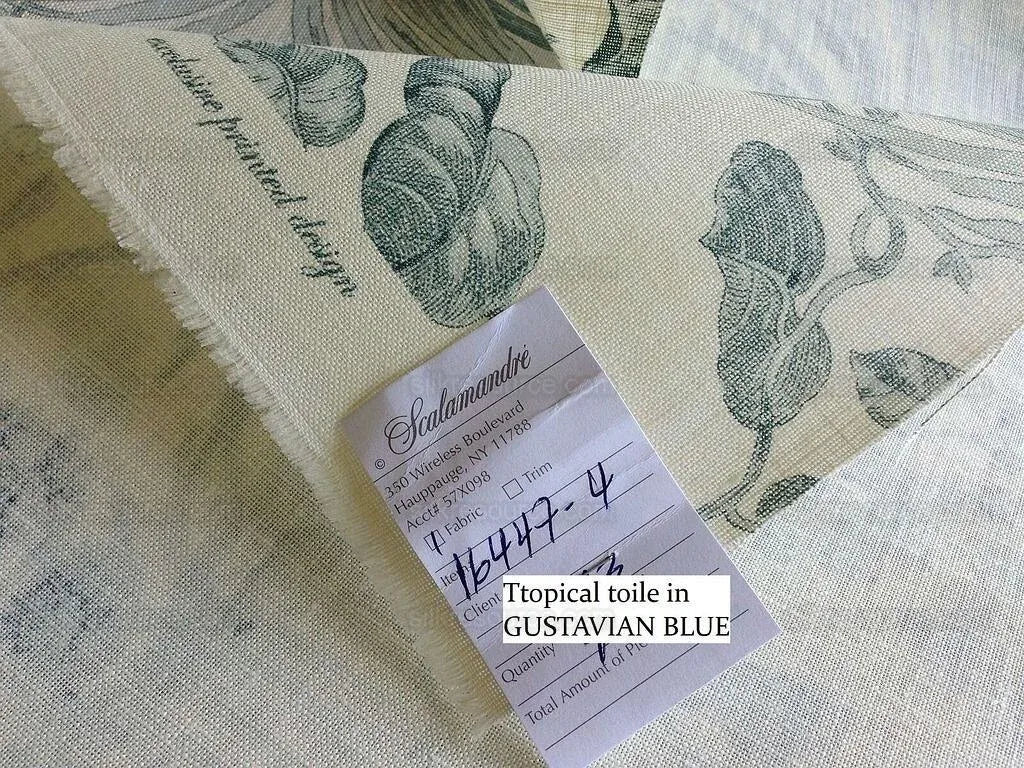 exclusive printed design
© Scalamandré
350 Wireless Boulevard
Hauppauge, NY 11788
Acct# 57X098
Fabric Trim
16447-4
Client
Ttopical toile in
GUSTAVIAN BLUE
Quantity
Total Amount of